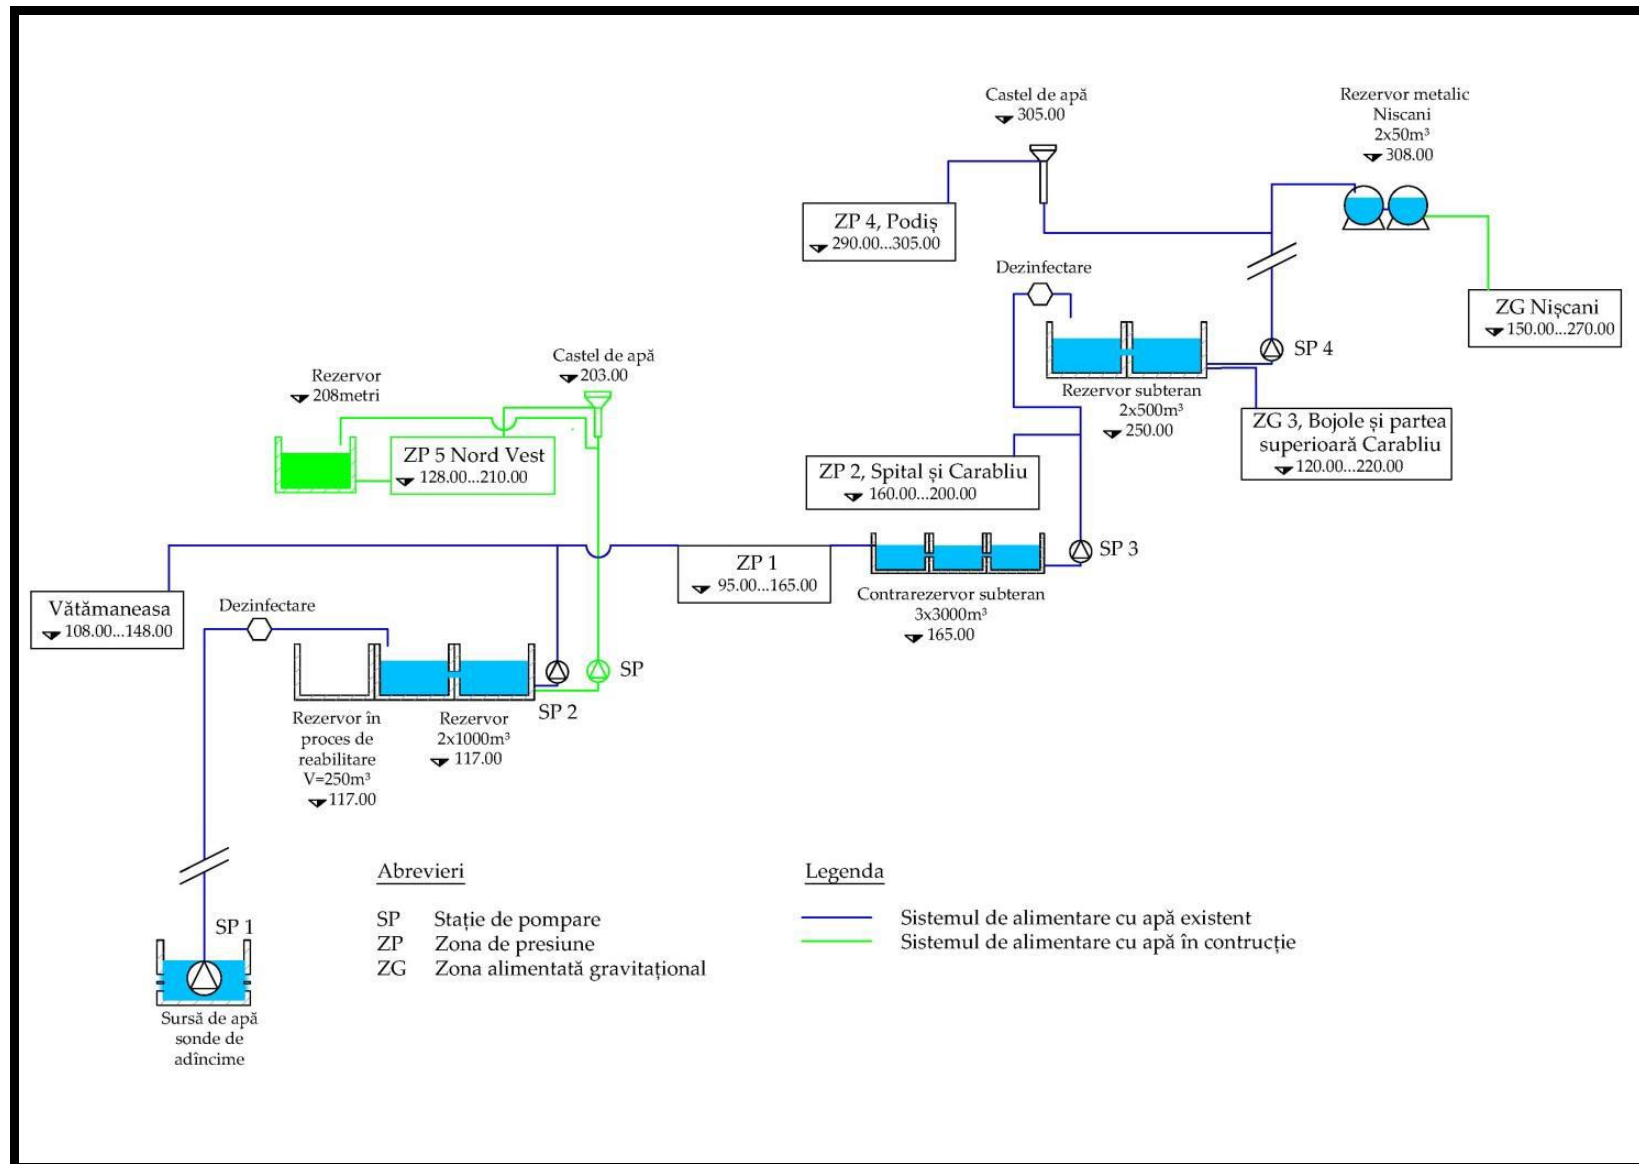 Castel de apă
305.00
Rezervor metalic
Niscani
2x50m³
308.00
ZP 4, Podiș
290.00...305.00
Dezinfectare
ZG Nișcani
150.00...270.00
SP 4
Castel de apă
203.00
Rezervor
208metri
Rezervor subteran
2x500m³
250.00
ZG 3, Bojole și partea
superioară Carabliu
120.00...220.00
ZP 5 Nord Vest
128.00...210.00
ZP 2, Spital și Carabliu
160.00...200.00
SP 3
ZP 1
95.00...165.00
Contrarezervor subteran
3x3000m³
165.00
Vătămaneasa
108.00...148.00
Dezinfectare
SP
SP 2
Rezervor în
proces de
reabilitare
V=250m³
117.00
Rezervor
2x1000m³
117.00
SP 1
Sursă de apă
sonde de
adîncime
Abrevieri
SP Stație de pompare
ZP Zona de presiune
ZG Zona alimentată gravitațional
Legenda
Sistemul de alimentare cu apă existent
Sistemul de alimentare cu apă în contrucție